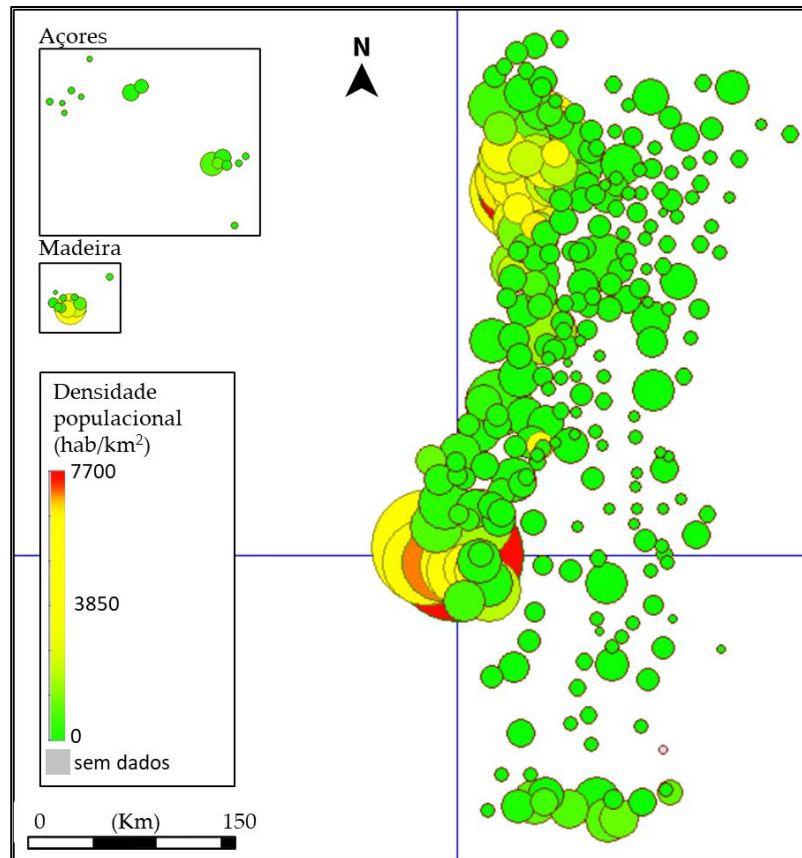 Açores
N
Madeira
Densidade
populacional
(hab/km²)
7700
3850
0
sem dados
0 (Km) 150